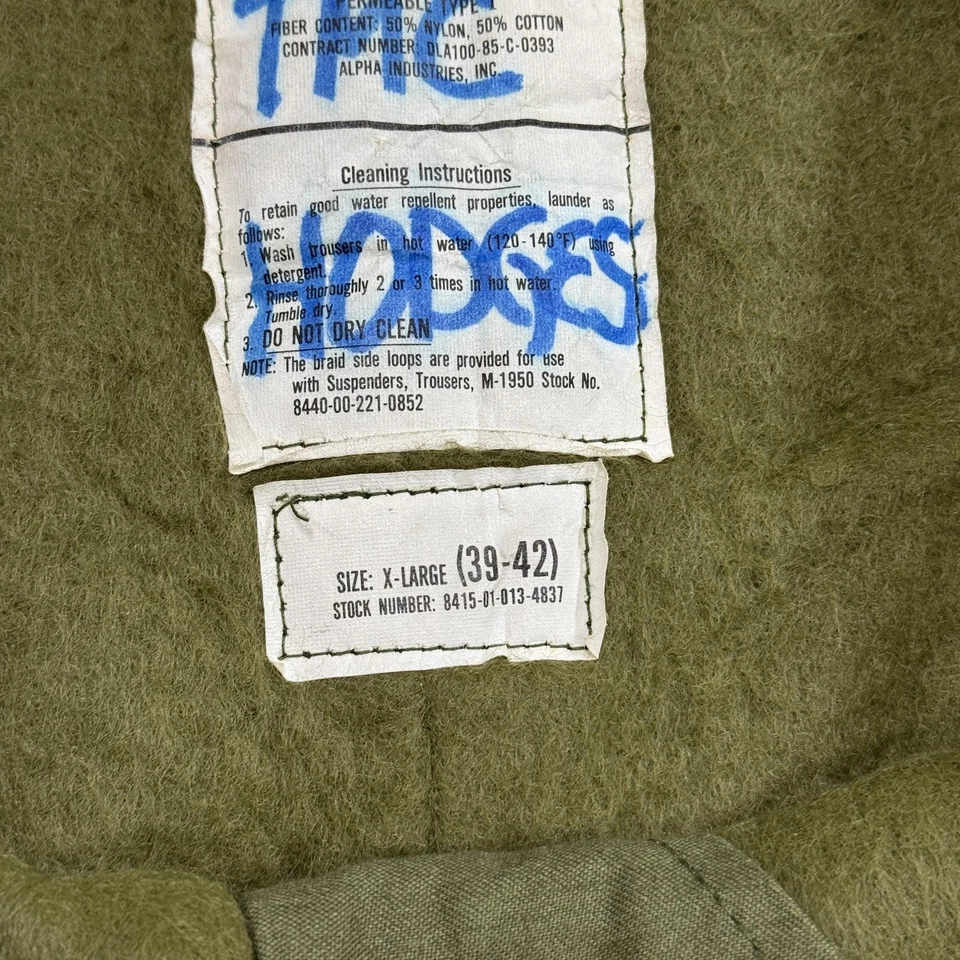 PERMEABLE TYPE I
FIBER CONTENT: 50% NYLON, 50% COTTON
CONTRACT NUMBER: DLA100-85-C-0393
ALPHA INDUSTRIES, INC.
Cleaning Instructions
To retain good water repellent properties, launder as
follows:
1. Wash trousers in hot water (120-140°F) using
detergent.
2. Rinse thoroughly 2 or 3 times in hot water.
Tumble dry.
3. DO NOT DRY CLEAN
HODGES
NOTE: The braid side loops are provided for use
with Suspenders, Trousers, M-1950 Stock No.
8440-00-221-0852
SIZE: X-LARGE (39-42)
STOCK NUMBER: 8415-01-013-4837